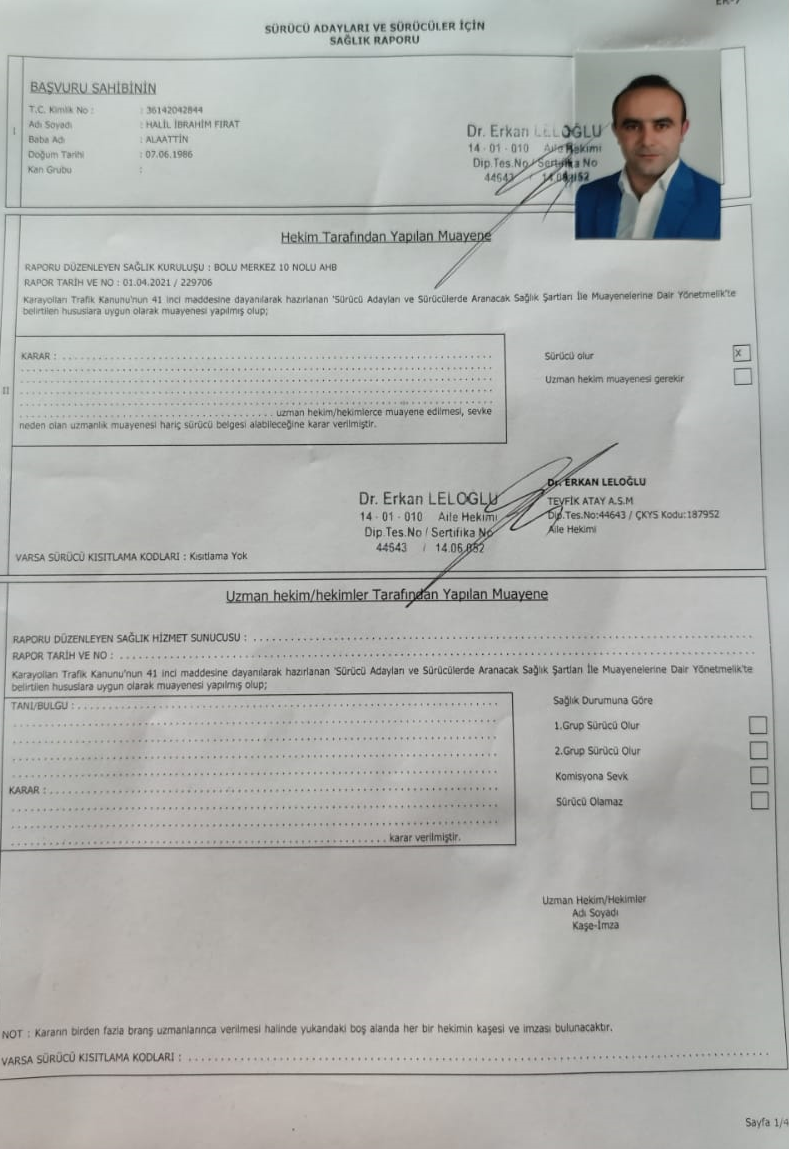 EK-7
SÜRÜCÜ ADAYLARI VE SÜRÜCÜLER İÇİN
SAĞLIK RAPORU
I
BAŞVURU SAHİBİNİN
T.C. Kimlik No : : 36142042844
Adı Soyadı : HALİL İBRAHİM FIRAT
Baba Adı : ALAATTİN
Doğum Tarihi : 07.06.1986
Kan Grubu :
Dr. Erkan LELOĞLU
14 - 01 - 010 Aile Hekimi
Dip.Tes.No / Sertifika No
44643 /
Hekim Tarafından Yapılan Muayene
RAPORU DÜZENLEYEN SAĞLIK KURULUŞU : BOLU MERKEZ 10 NOLU AHB
RAPOR TARİH VE NO : 01.04.2021 / 229706
Karayolları Trafik Kanunu'nun 41 inci maddesine dayanılarak hazırlanan 'Sürücü Adayları ve Sürücülerde Aranacak Sağlık Şartları İle Muayenelerine Dair Yönetmelik'te
belirtilen hususlara uygun olarak muayenesi yapılmış olup;
II
KARAR :
uzman hekim/hekimlerce muayene edilmesi, sevke
neden olan uzmanlık muayenesi hariç sürücü belgesi alabileceğine karar verilmiştir.
Sürücü olur X
Uzman hekim muayenesi gerekir
Dr. Erkan LELOĞLU
14 - 01 - 010 Aile Hekimi
Dip.Tes.No / Sertifika No
44643 /
Dr. ERKAN LELOĞLU
TEVFİK ATAY A.S.M
Dip.Tes.No:44643 / ÇKYS Kodu:187952
Aile Hekimi
VARSA SÜRÜCÜ KISITLAMA KODLARI : Kısıtlama Yok
Uzman hekim/hekimler Tarafından Yapılan Muayene
RAPORU DÜZENLEYEN SAĞLIK HİZMET SUNUCUSU :
RAPOR TARİH VE NO :
Karayolları Trafik Kanunu'nun 41 inci maddesine dayanılarak hazırlanan 'Sürücü Adayları ve Sürücülerde Aranacak Sağlık Şartları İle Muayenelerine Dair Yönetmelik'te
belirtilen hususlara uygun olarak muayenesi yapılmış olup;
TANI/BULGU :
KARAR :
karar verilmiştir.
Sağlık Durumuna Göre
1.Grup Sürücü Olur
2.Grup Sürücü Olur
Komisyona Sevk
Sürücü Olamaz
Uzman Hekim/Hekimler
Adı Soyadı
Kaşe-İmza
NOT : Kararın birden fazla branş uzmanlarınca verilmesi halinde yukarıdaki boş alanda her bir hekimin kaşesi ve imzası bulunacaktır.
VARSA SÜRÜCÜ KISITLAMA KODLARI :
Sayfa 1/4